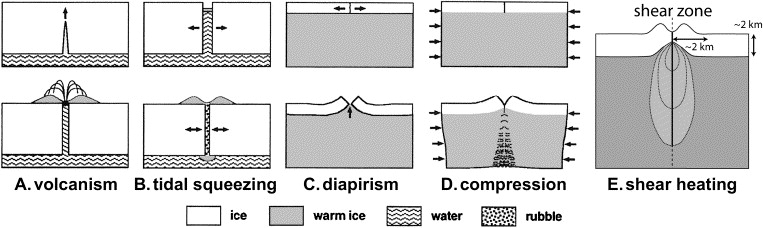 shear zone
~2 km
~2 km
A. volcanism B. tidal squeezing C. diapirism D. compression E. shear heating
ice warm ice water rubble